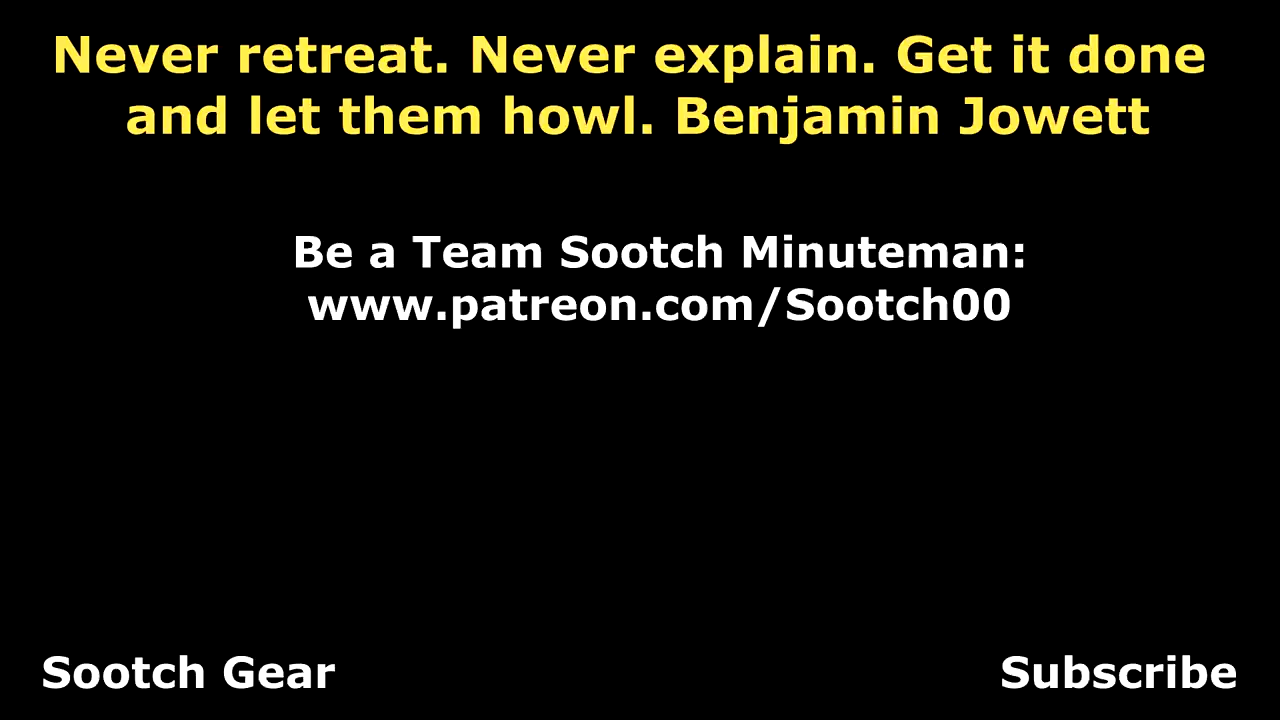 Never retreat. Never explain. Get it done
and let them howl. Benjamin Jowett
Be a Team Sootch Minuteman:
www.patreon.com/Sootch00
Sootch Gear
Subscribe